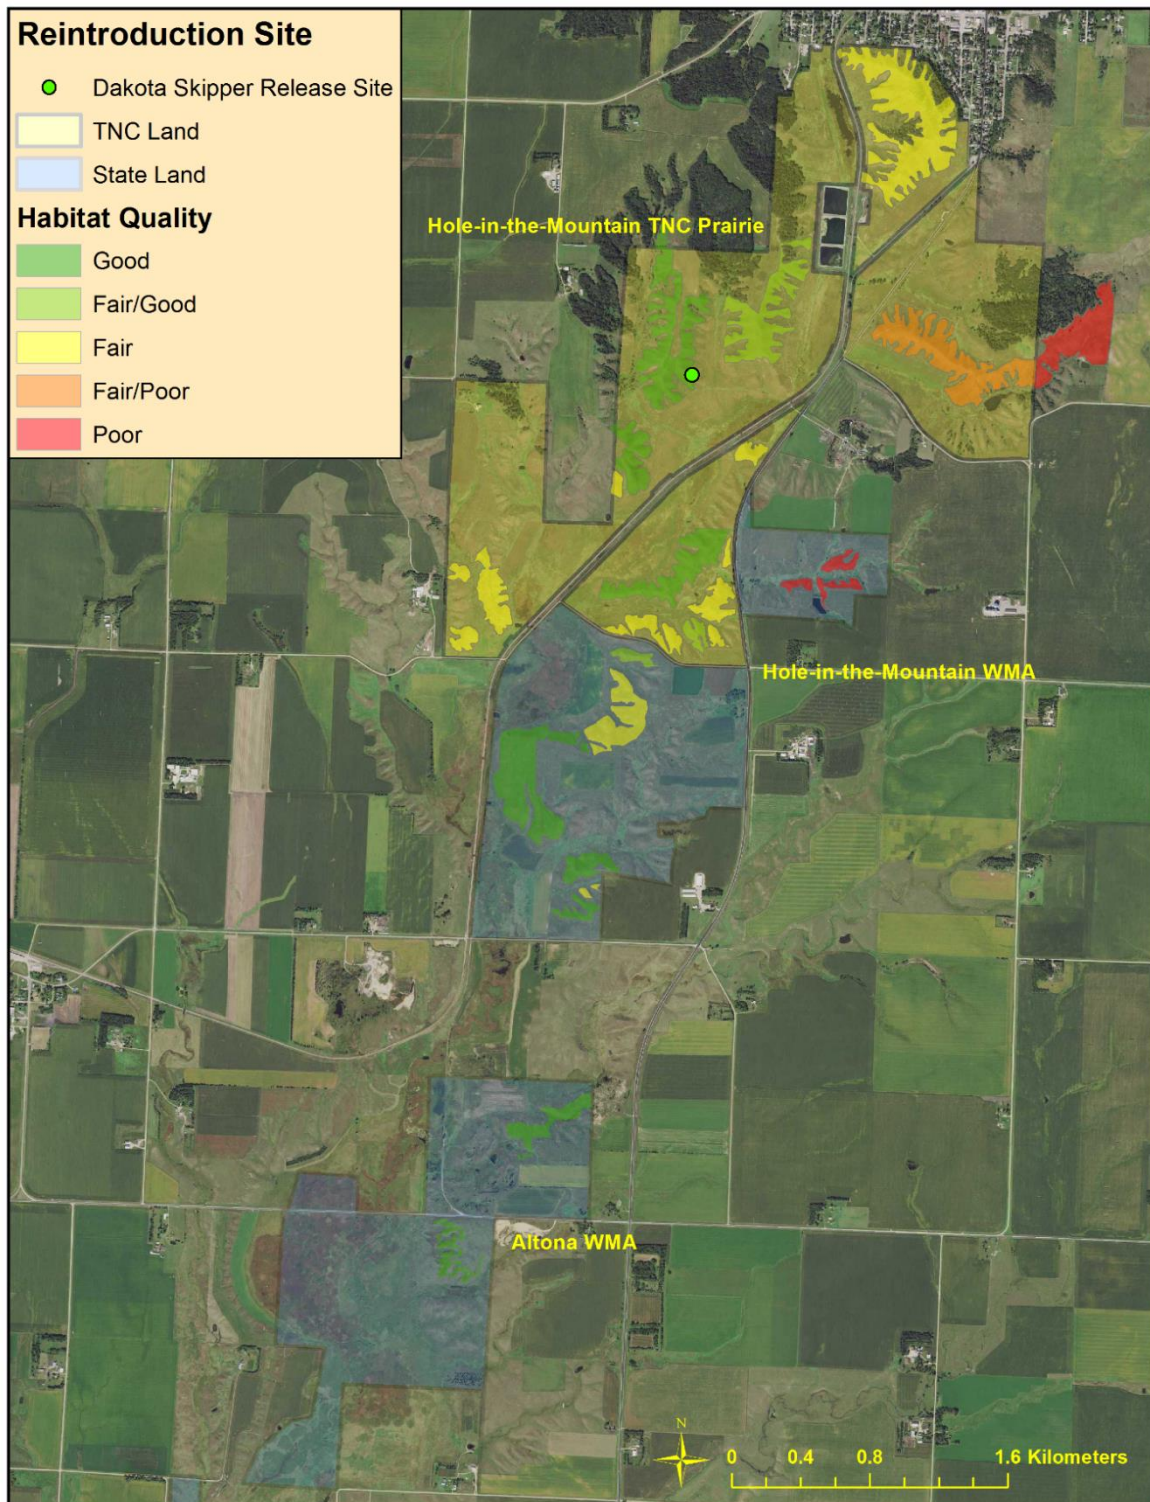 Reintroduction Site
Dakota Skipper Release Site
TNC Land
State Land
Habitat Quality
Good
Fair/Good
Fair
Fair/Poor
Poor
Hole-in-the-Mountain TNC Prairie
Hole-in-the-Mountain WMA
Altona WMA
N
0 0.4 0.8 1.6 Kilometers